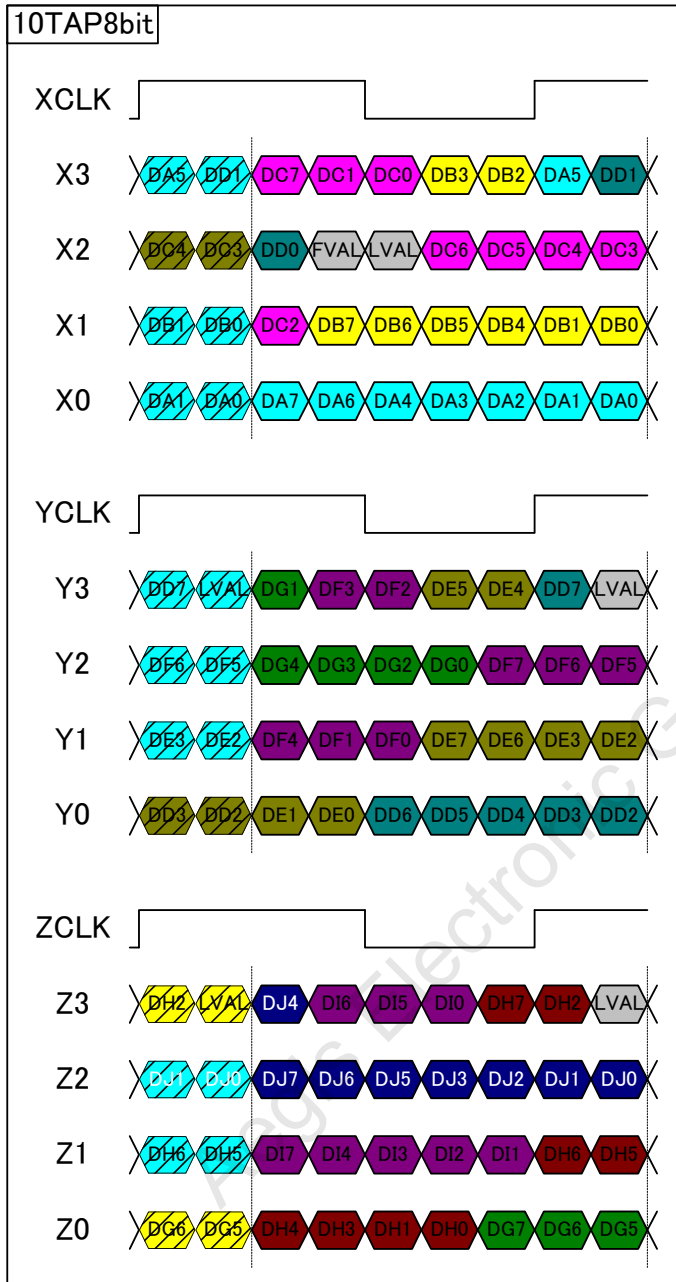 10TAP8bit
XCLK
X3 DA5 DD1 DC7 DC1 DC0 DB3 DB2 DA5 DD1
X2 DC4 DC3 DD0 FVAL LVAL DC6 DC5 DC4 DC3
X1 DB1 DB0 DC2 DB7 DB6 DB5 DB4 DB1 DB0
X0 DA1 DA0 DA7 DA6 DA4 DA3 DA2 DA1 DA0
YCLK
Y3 DD7 LVAL DG1 DF3 DF2 DE5 DE4 DD7 LVAL
Y2 DF6 DF5 DG4 DG3 DG2 DG0 DF7 DF6 DF5
Y1 DE3 DE2 DF4 DF1 DF0 DE7 DE6 DE3 DE2
Y0 DD3 DD2 DE1 DE0 DD6 DD5 DD4 DD3 DD2
ZCLK
Z3 DH2 LVAL DJ4 DI6 DI5 DI0 DH7 DH2 LVAL
Z2 DJ1 DJ0 DJ7 DJ6 DJ5 DJ3 DJ2 DJ1 DJ0
Z1 DH6 DH5 DI7 DI4 DI3 DI2 DI1 DH6 DH5
Z0 DG6 DG5 DH4 DH3 DH1 DH0 DG7 DG6 DG5
Aegis Electronic G